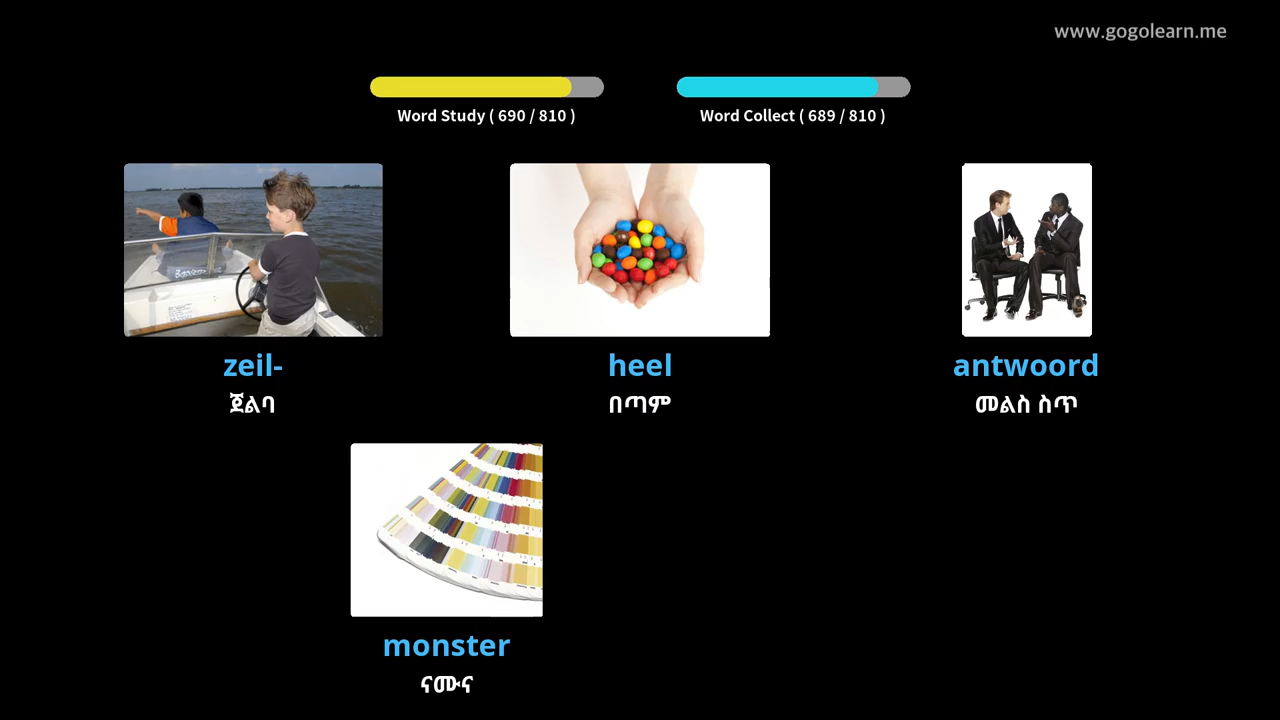 www.gogolearn.me
Word Study ( 690 / 810 )
Word Collect ( 689 / 810 )
zeil-
ጀልባ
heel
በጣም
antwoord
መልስ ስጥ
monster
ናሙና